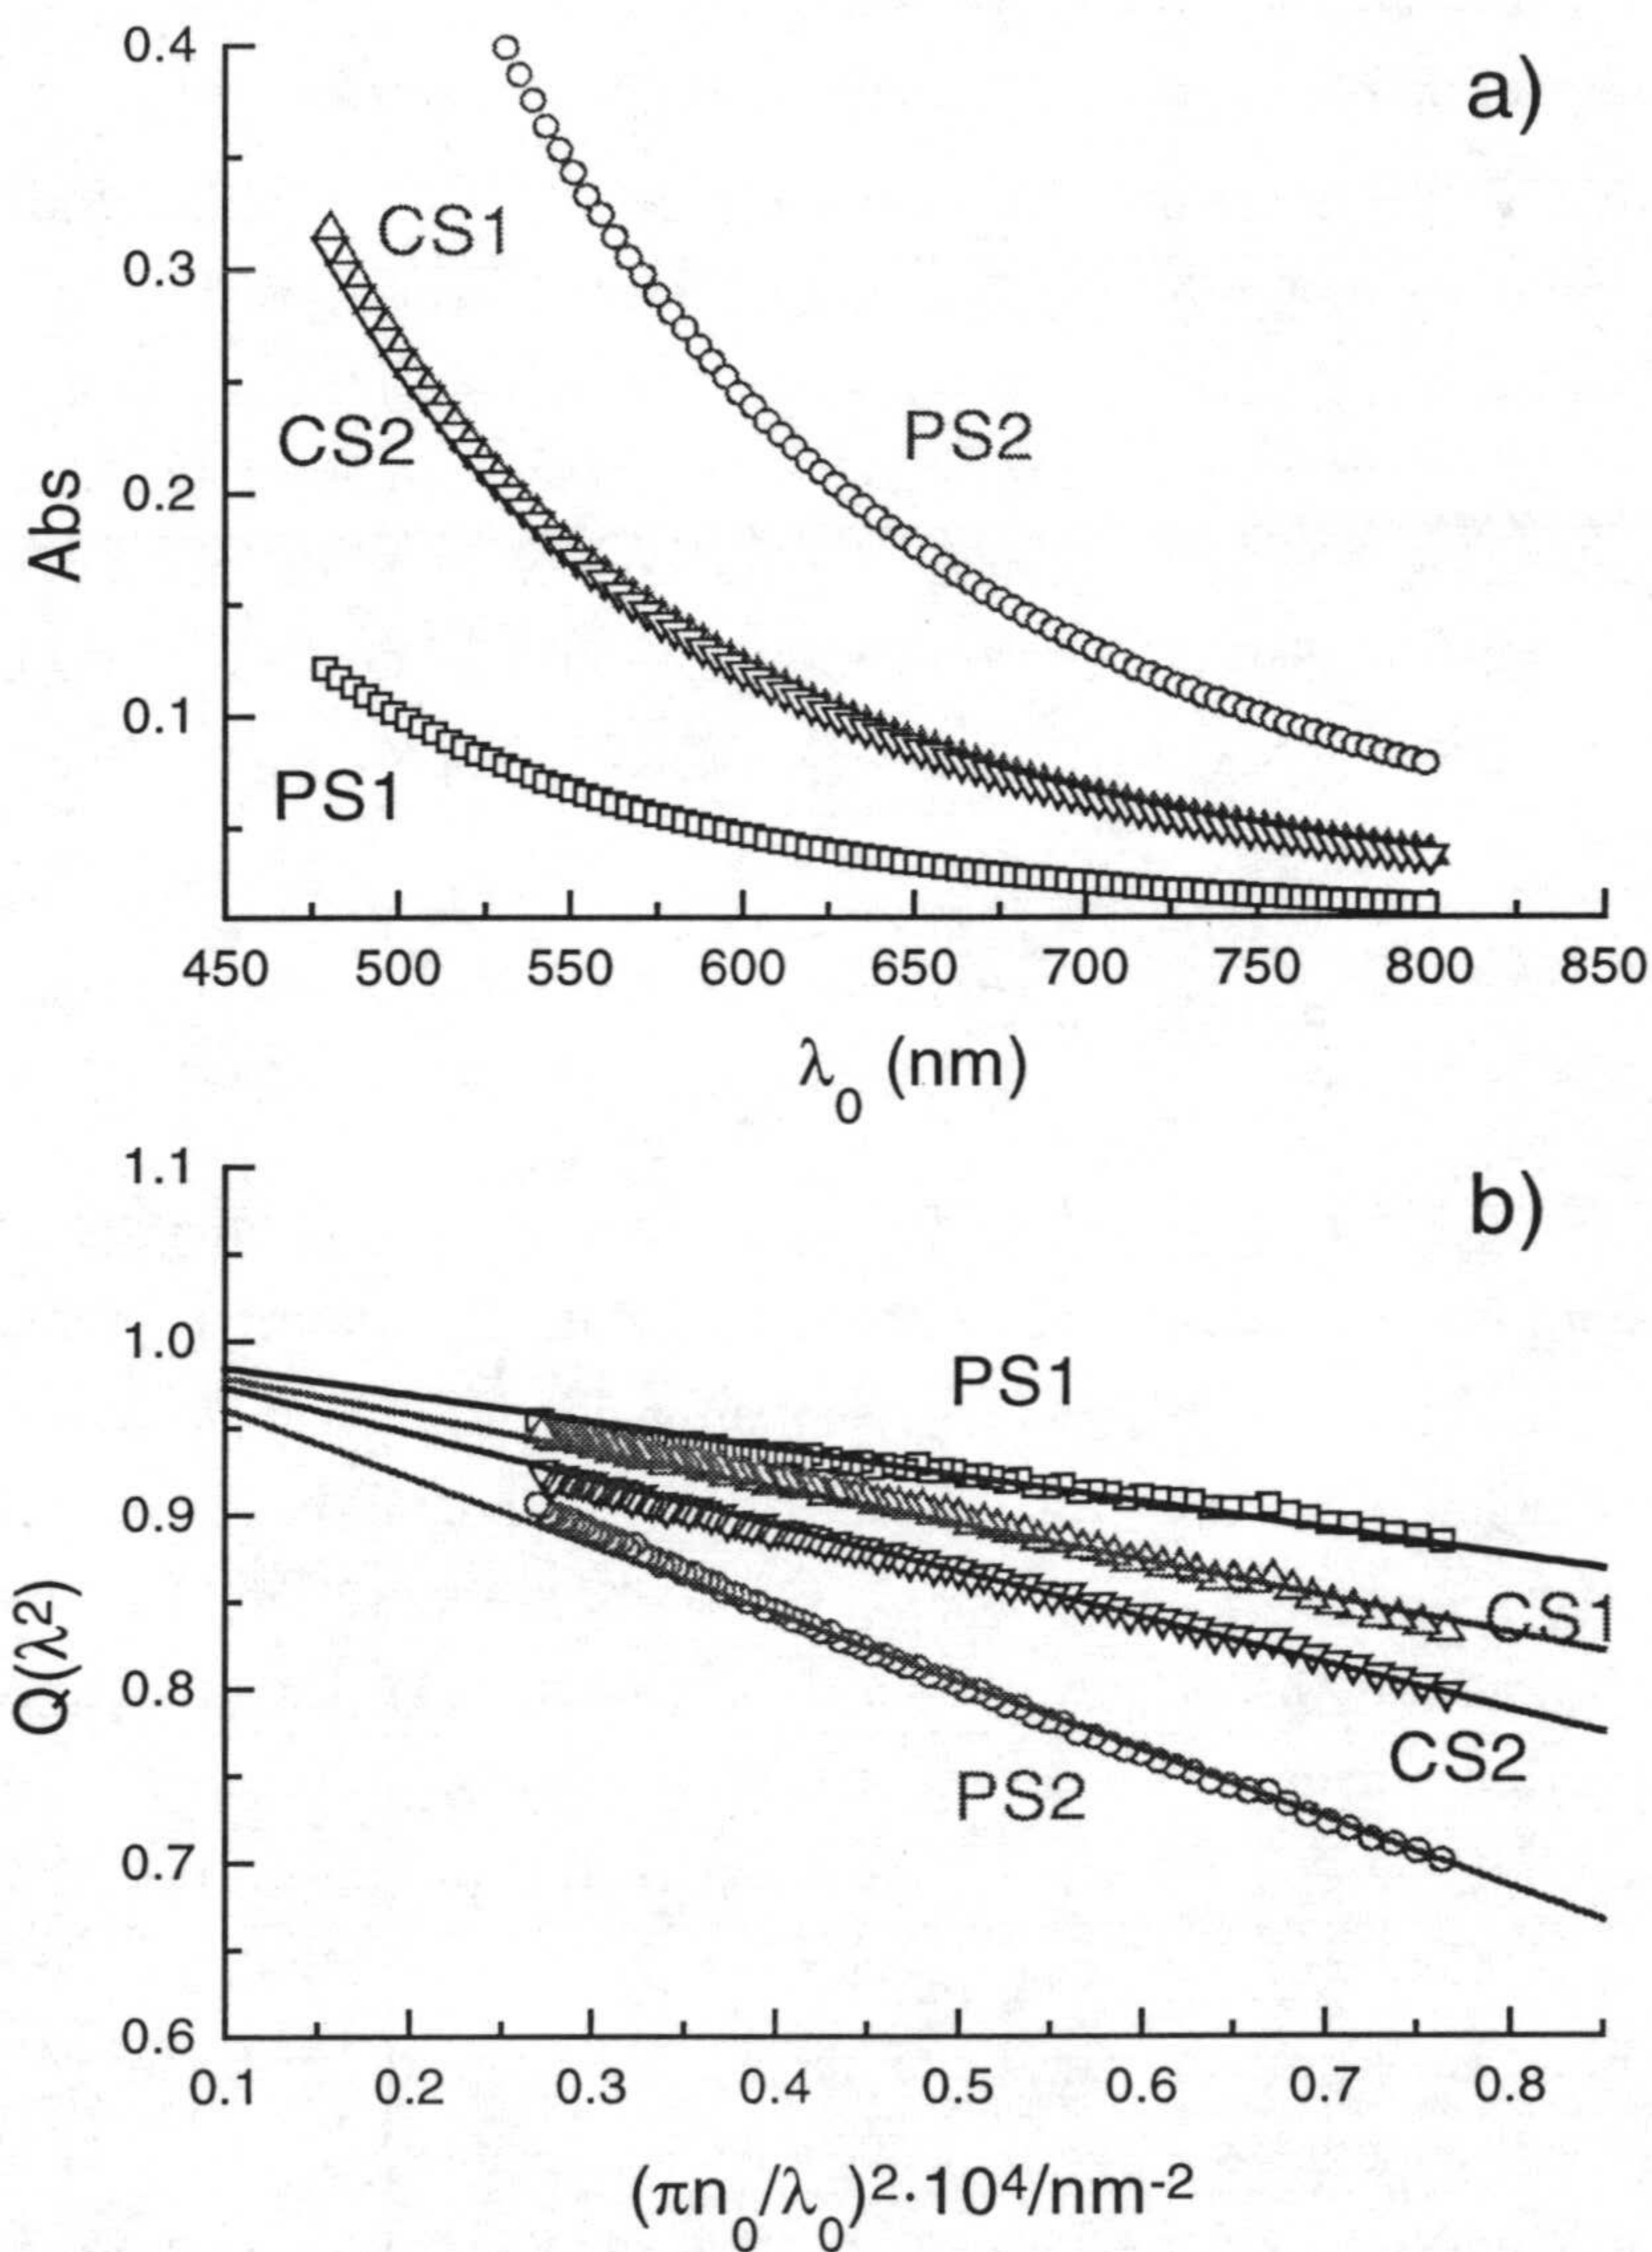 a)
0.4
0.3
0.2
0.1
Abs
CS1
CS2
PS1
PS2
450 500 550 600 650 700 750 800 850
λ0 (nm)
b)
1.1
1.0
0.9
0.8
0.7
0.6
Q(λ2)
PS1
CS1
CS2
PS2
0.1 0.2 0.3 0.4 0.5 0.6 0.7 0.8
(πn0/λ0)2·104/nm-2